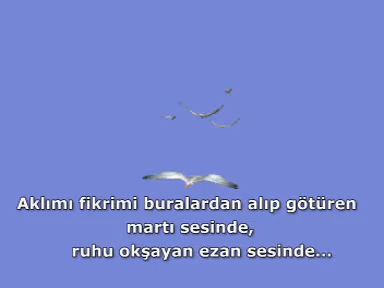 Aklımı fikrimi buralardan alıp götüren
martı sesinde,
ruhu okşayan ezan sesinde...